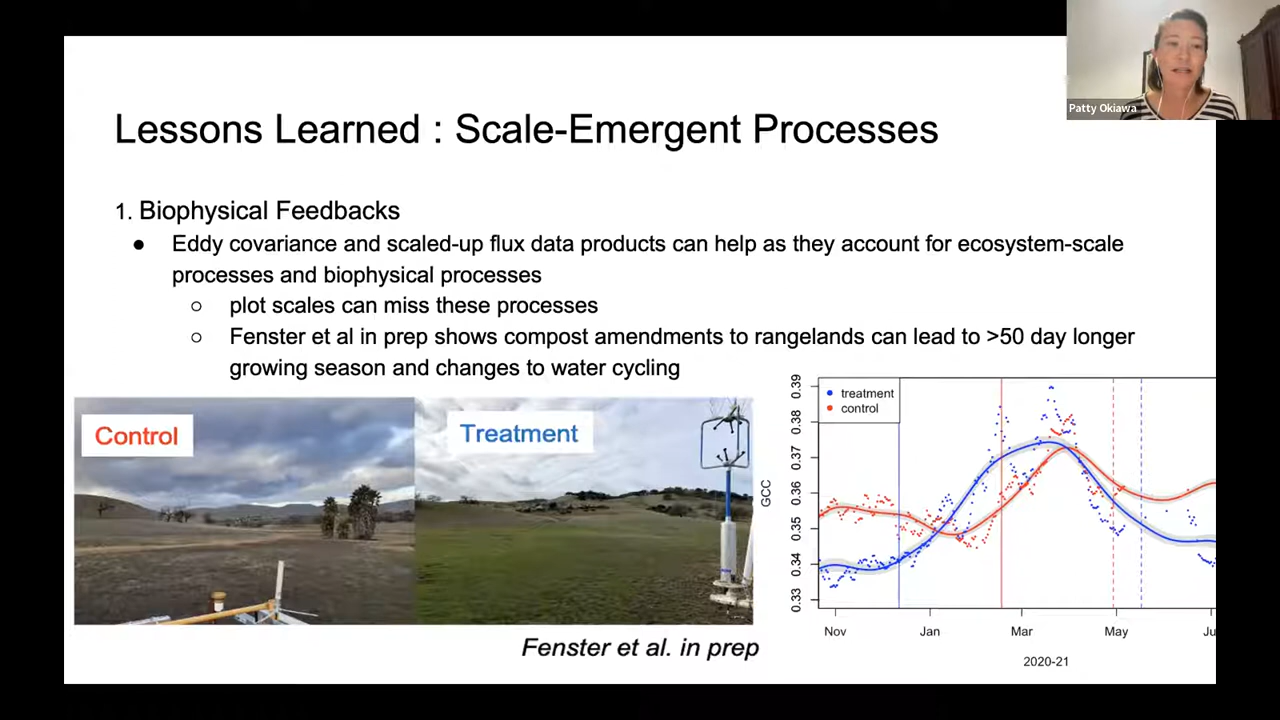 Patty Okiawa
Lessons Learned : Scale-Emergent Processes
1. Biophysical Feedbacks
● Eddy covariance and scaled-up flux data products can help as they account for ecosystem-scale
processes and biophysical processes
○ plot scales can miss these processes
○ Fenster et al in prep shows compost amendments to rangelands can lead to >50 day longer
growing season and changes to water cycling
Control
Treatment
treatment
control
GCC
0.39
0.38
0.37
0.36
0.35
0.34
0.33
Nov Jan Mar May Ju
2020-21
Fenster et al. in prep